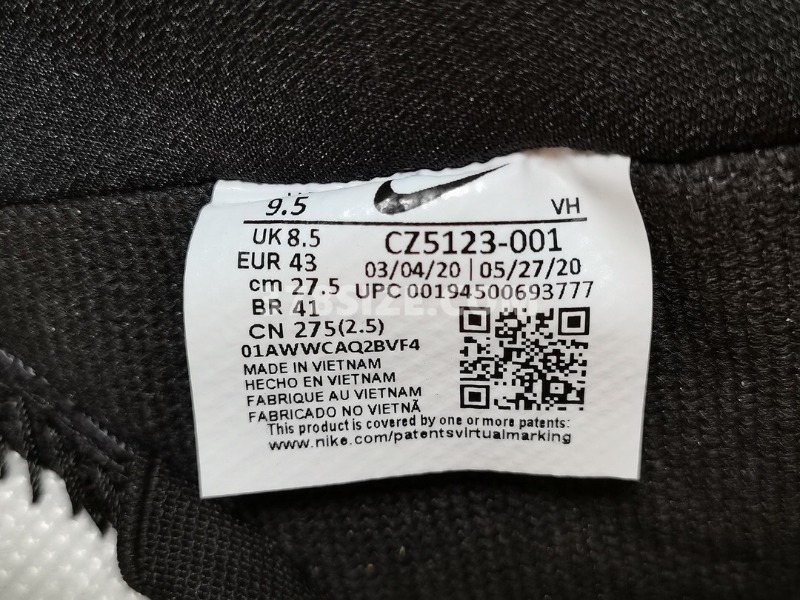 9.5 VH
UK 8.5 CZ5123-001
EUR 43 03/04/20 | 05/27/20
cm 27.5 UPC 00194500693777
BR 41
CN 275(2.5)
01AWWCAQ2BVF4
MADE IN VIETNAM
HECHO EN VIETNAM
FABRIQUE AU VIETNAM
FABRICADO NO VIETNÃ
This product is covered by one or more patents:
www.nike.com/patentsvirtualmarking